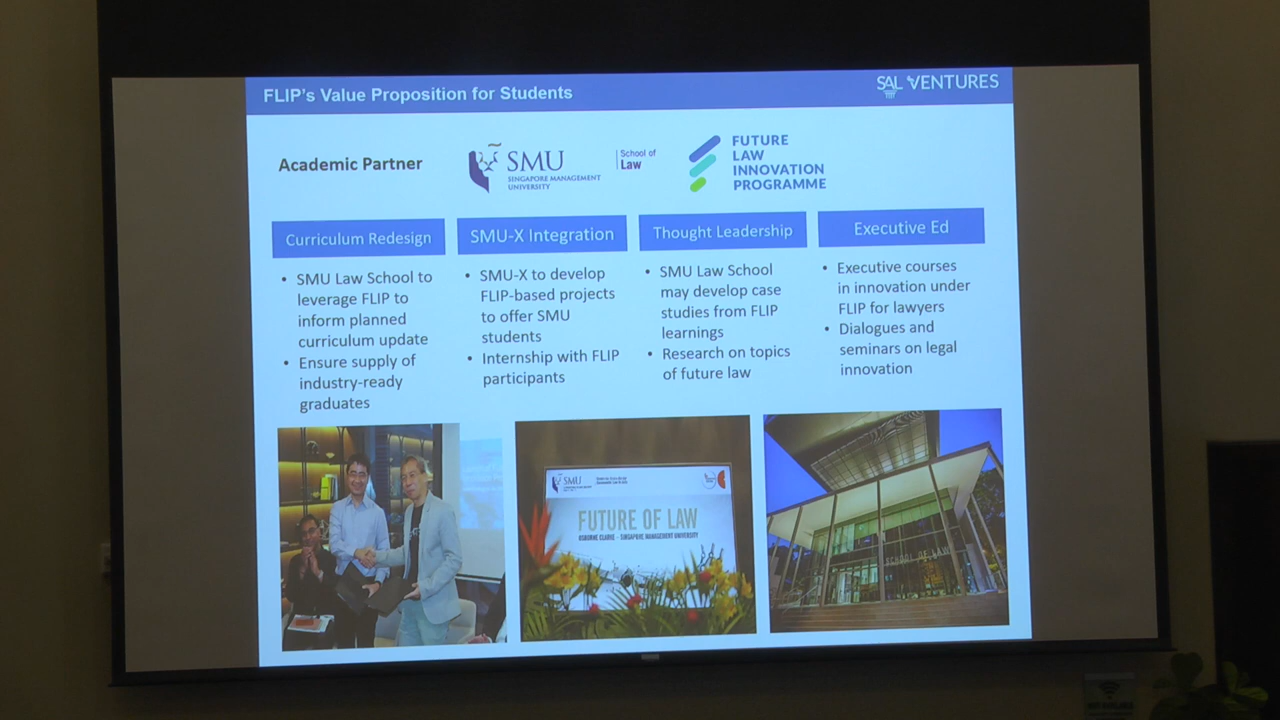 FLIP's Value Proposition for Students
SAL VENTURES
Academic Partner
SMU
SINGAPORE MANAGEMENT
UNIVERSITY
School of
Law
FUTURE
LAW
INNOVATION
PROGRAMME
Curriculum Redesign
• SMU Law School to
leverage FLIP to
inform planned
curriculum update
• Ensure supply of
industry-ready
graduates
SMU-X Integration
• SMU-X to develop
FLIP-based projects
to offer SMU
students
• Internship with FLIP
participants
Thought Leadership
• SMU Law School
may develop case
studies from FLIP
learnings
• Research on topics
of future law
Executive Ed
• Executive courses
in innovation under
FLIP for lawyers
• Dialogues and
seminars on legal
innovation
SMU
FUTURE OF LAW
OSBORNE CLARKE - SINGAPORE MANAGEMENT UNIVERSITY
SCHOOL OF LAW